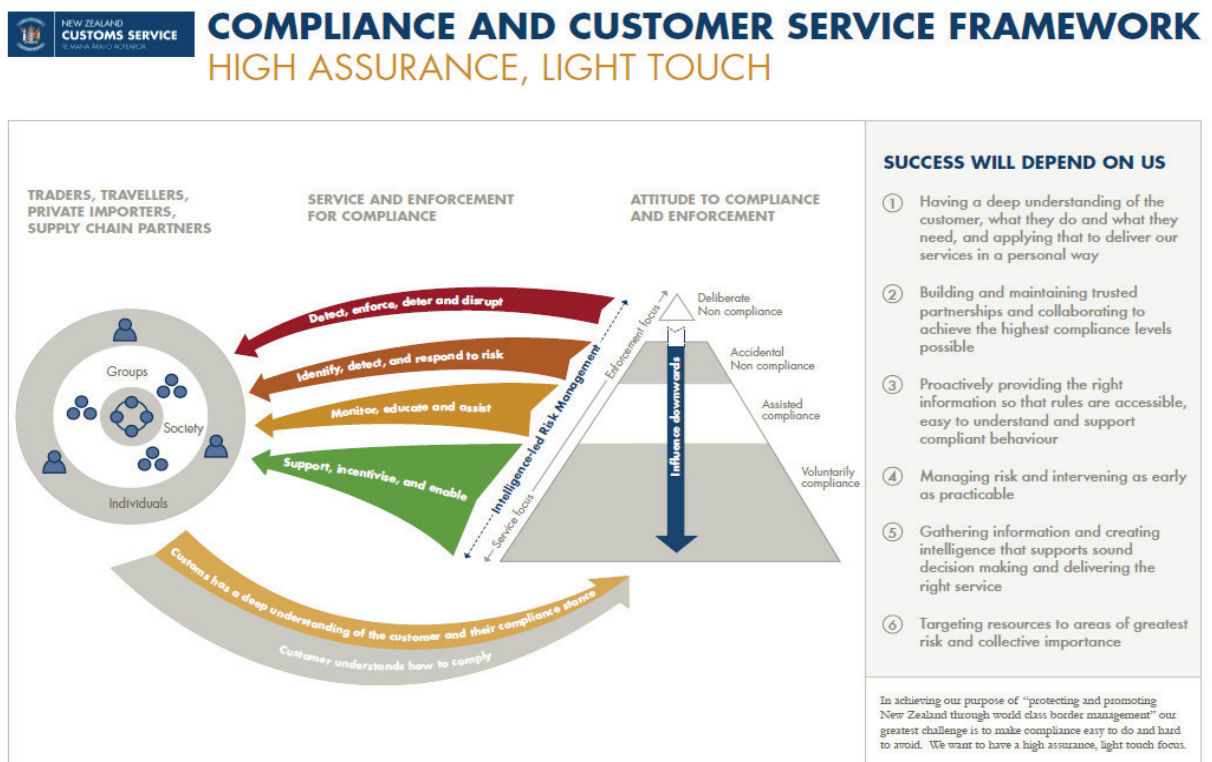 NEW ZEALAND
CUSTOMS SERVICE
TE MANA ĀRAI O AOTEAROA
COMPLIANCE AND CUSTOMER SERVICE FRAMEWORK
HIGH ASSURANCE, LIGHT TOUCH
TRADERS, TRAVELLERS,
PRIVATE IMPORTERS,
SUPPLY CHAIN PARTNERS
SERVICE AND ENFORCEMENT
FOR COMPLIANCE
ATTITUDE TO COMPLIANCE
AND ENFORCEMENT
Groups
Society
Individuals
Detect, enforce, deter and disrupt
Identify, detect, and respond to risk
Monitor, educate and assist
Support, incentivise, and enable
Intelligence-led Risk Management
Enforcement focus
Service focus
Deliberate
Non compliance
Accidental
Non compliance
Assisted
compliance
Voluntarily
compliance
Influence downwards
Customs has a deep understanding of the customer and their compliance stance
Customer understands how to comply
SUCCESS WILL DEPEND ON US
1 Having a deep understanding of the
customer, what they do and what they
need, and applying that to deliver our
services in a personal way
2 Building and maintaining trusted
partnerships and collaborating to
achieve the highest compliance levels
possible
3 Proactively providing the right
information so that rules are accessible,
easy to understand and support
compliant behaviour
4 Managing risk and intervening as early
as practicable
5 Gathering information and creating
intelligence that supports sound
decision making and delivering the
right service
6 Targeting resources to areas of greatest
risk and collective importance
In achieving our purpose of “protecting and promoting
New Zealand through world class border management” our
greatest challenge is to make compliance easy to do and hard
to avoid. We want to have a high assurance, light touch focus.